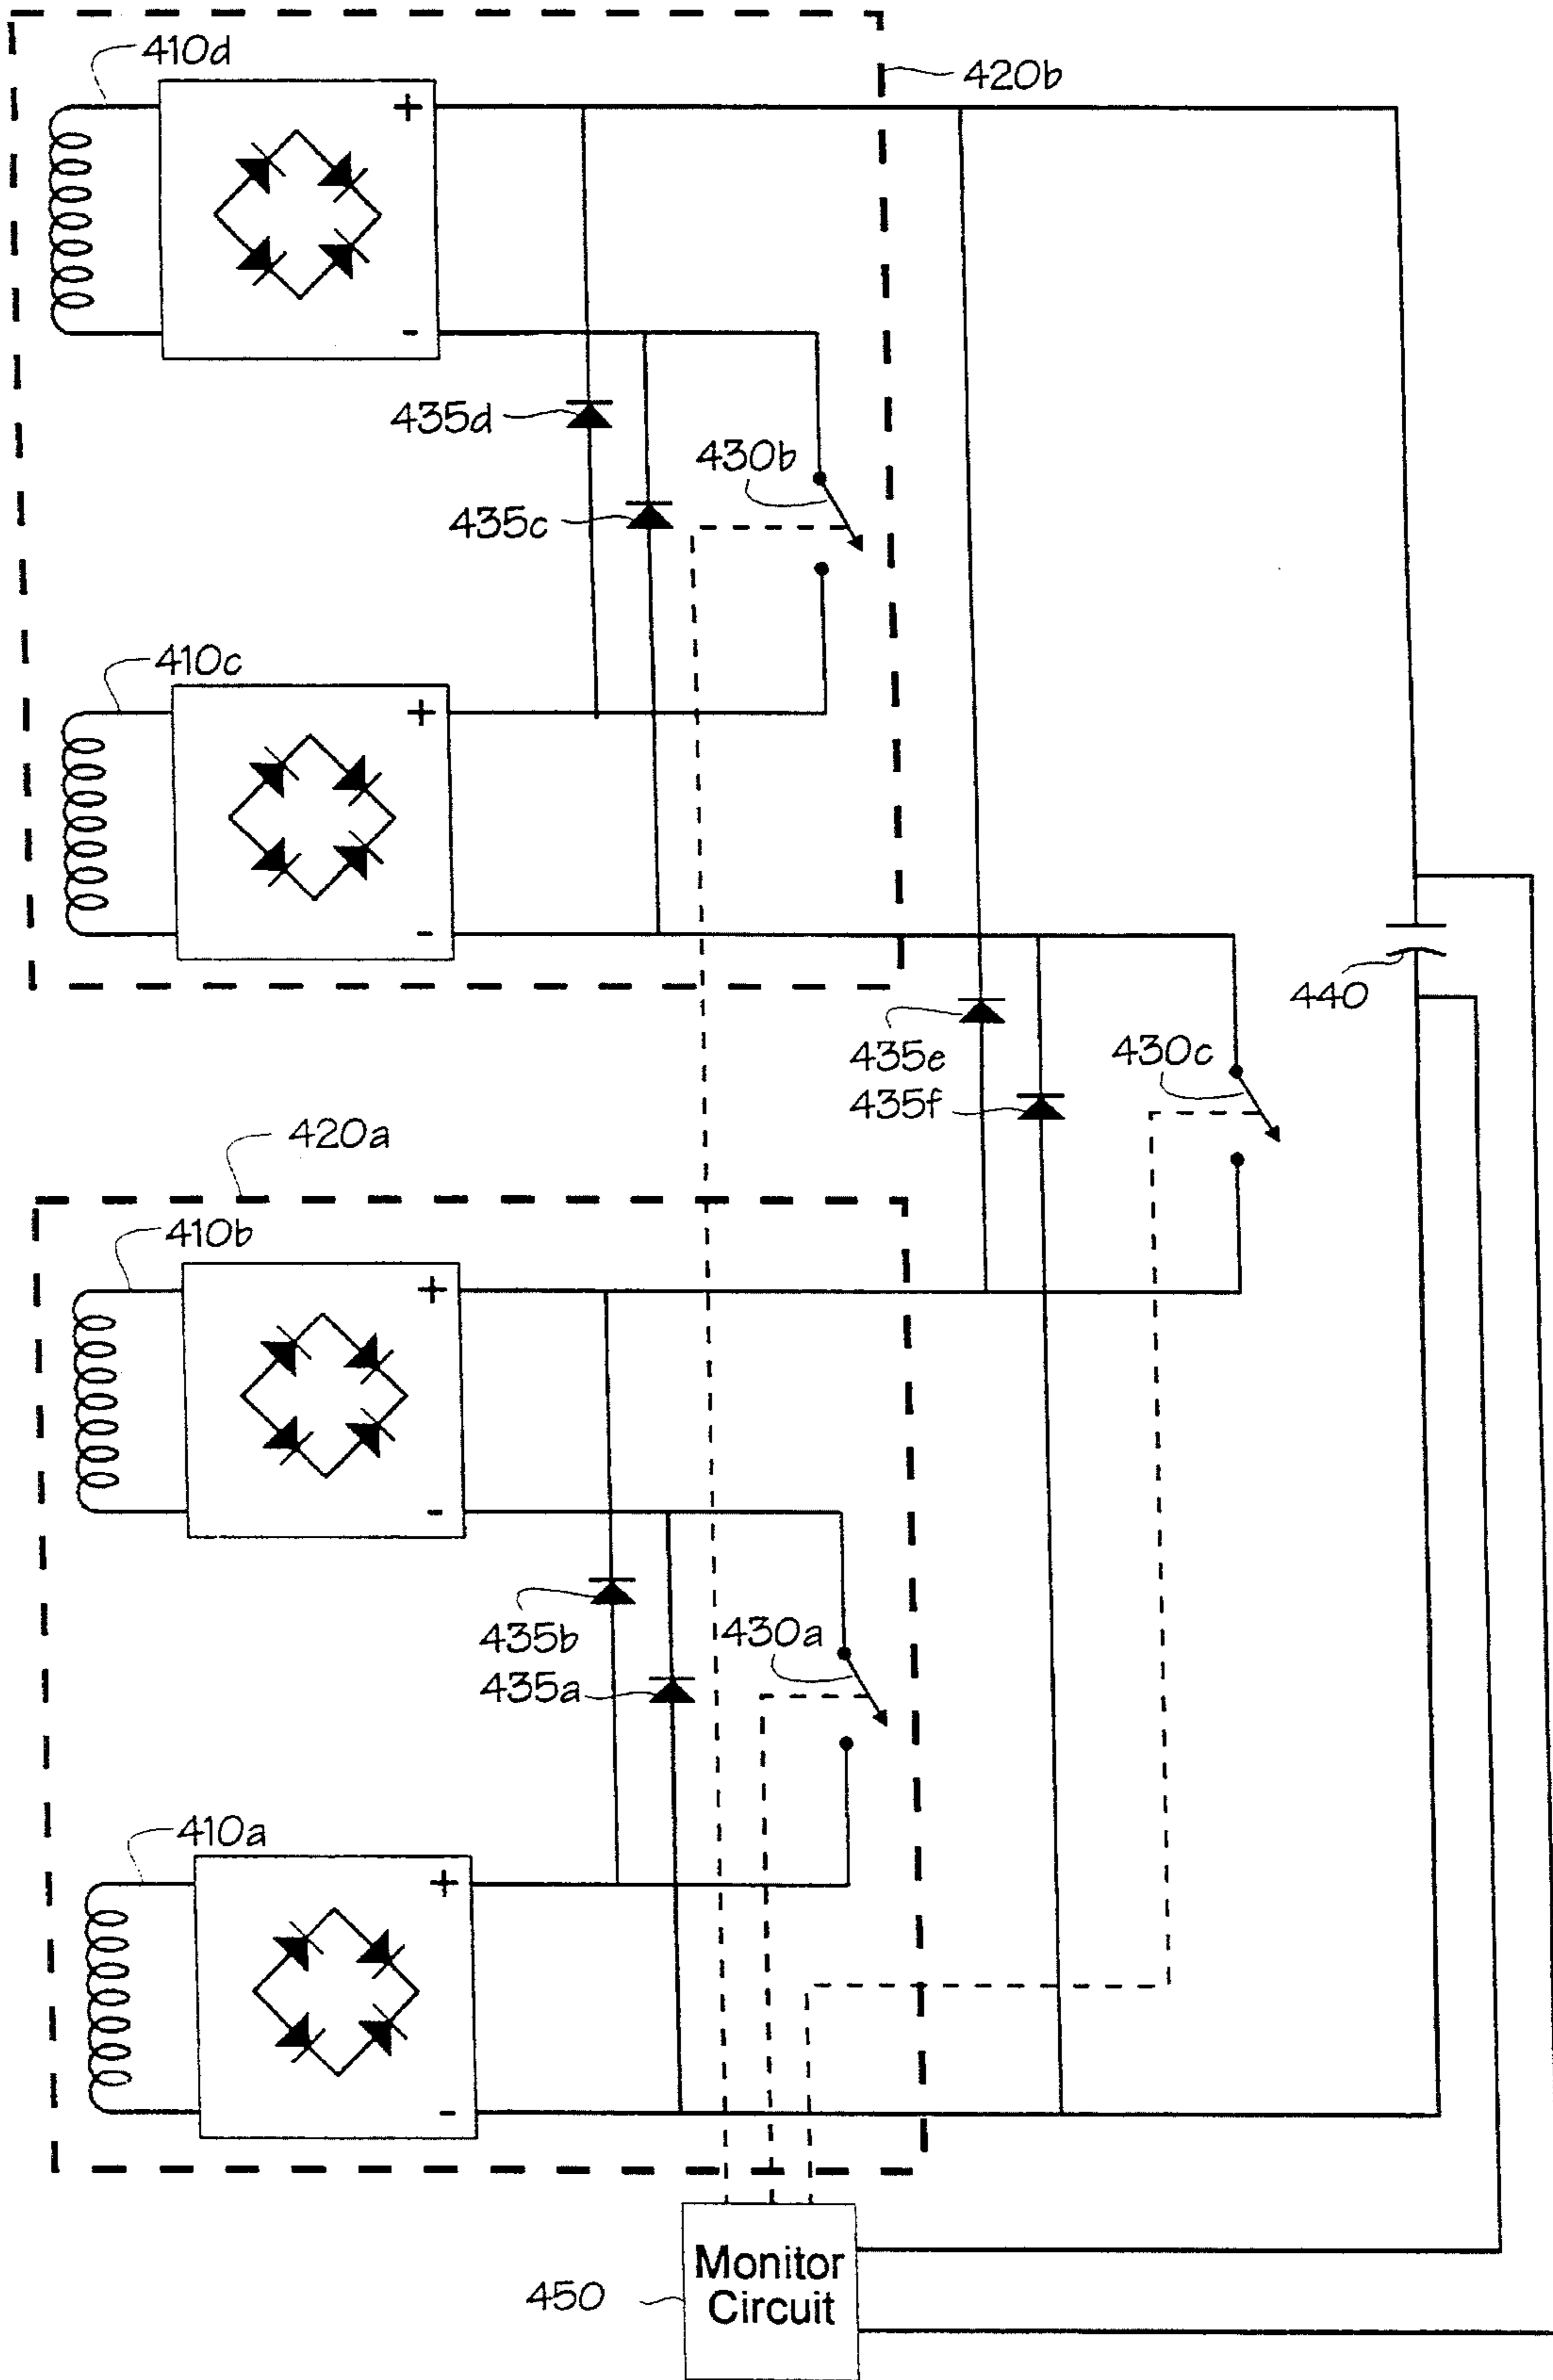 410d
420b
+
-
435d
430b
435c
410c
+
-
440
435e
430c
435f
420a
410b
+
-
435b
430a
435a
410a
+
-
Monitor
Circuit
450